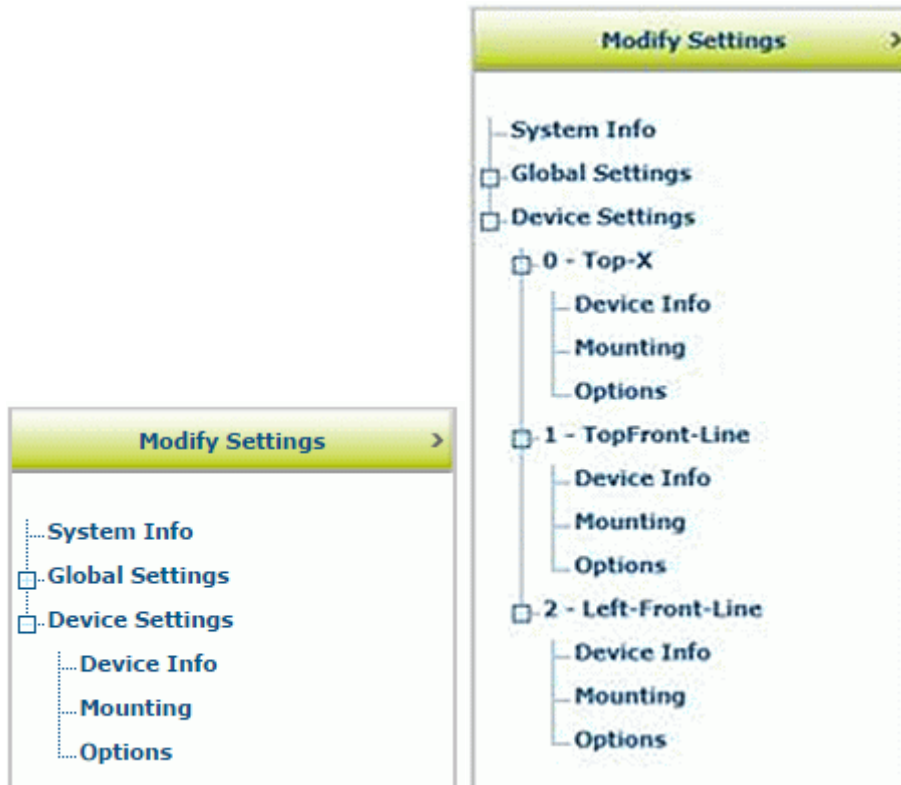 Modify Settings
System Info
Global Settings
Device Settings
Device Info
Mounting
Options
Modify Settings
System Info
Global Settings
Device Settings
0 - Top-X
Device Info
Mounting
Options
1 - TopFront-Line
Device Info
Mounting
Options
2 - Left-Front-Line
Device Info
Mounting
Options